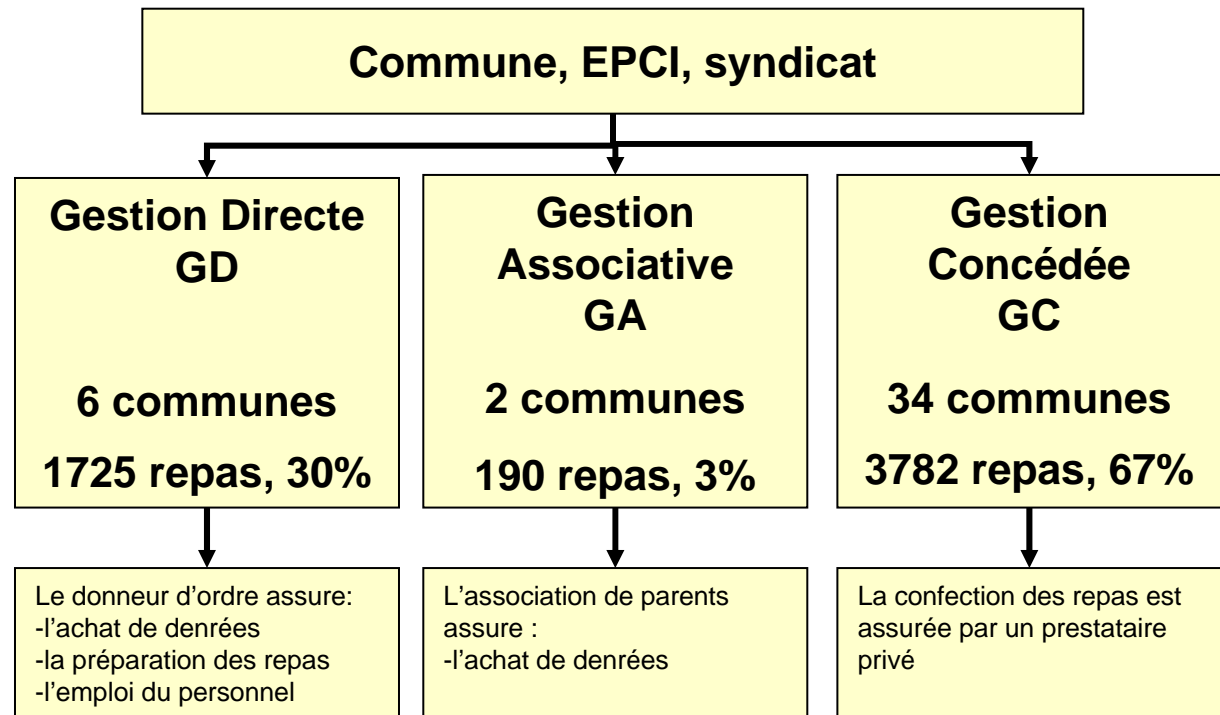 Commune, EPCI, syndicat
Gestion Directe
GD
6 communes
1725 repas, 30%
Gestion
Associative
GA
2 communes
190 repas, 3%
Gestion
Concédée
GC
34 communes
3782 repas, 67%
Le donneur d’ordre assure:
-l’achat de denrées
-la préparation des repas
-l’emploi du personnel
L’association de parents
assure :
-l’achat de denrées
La confection des repas est
assurée par un prestataire
privé